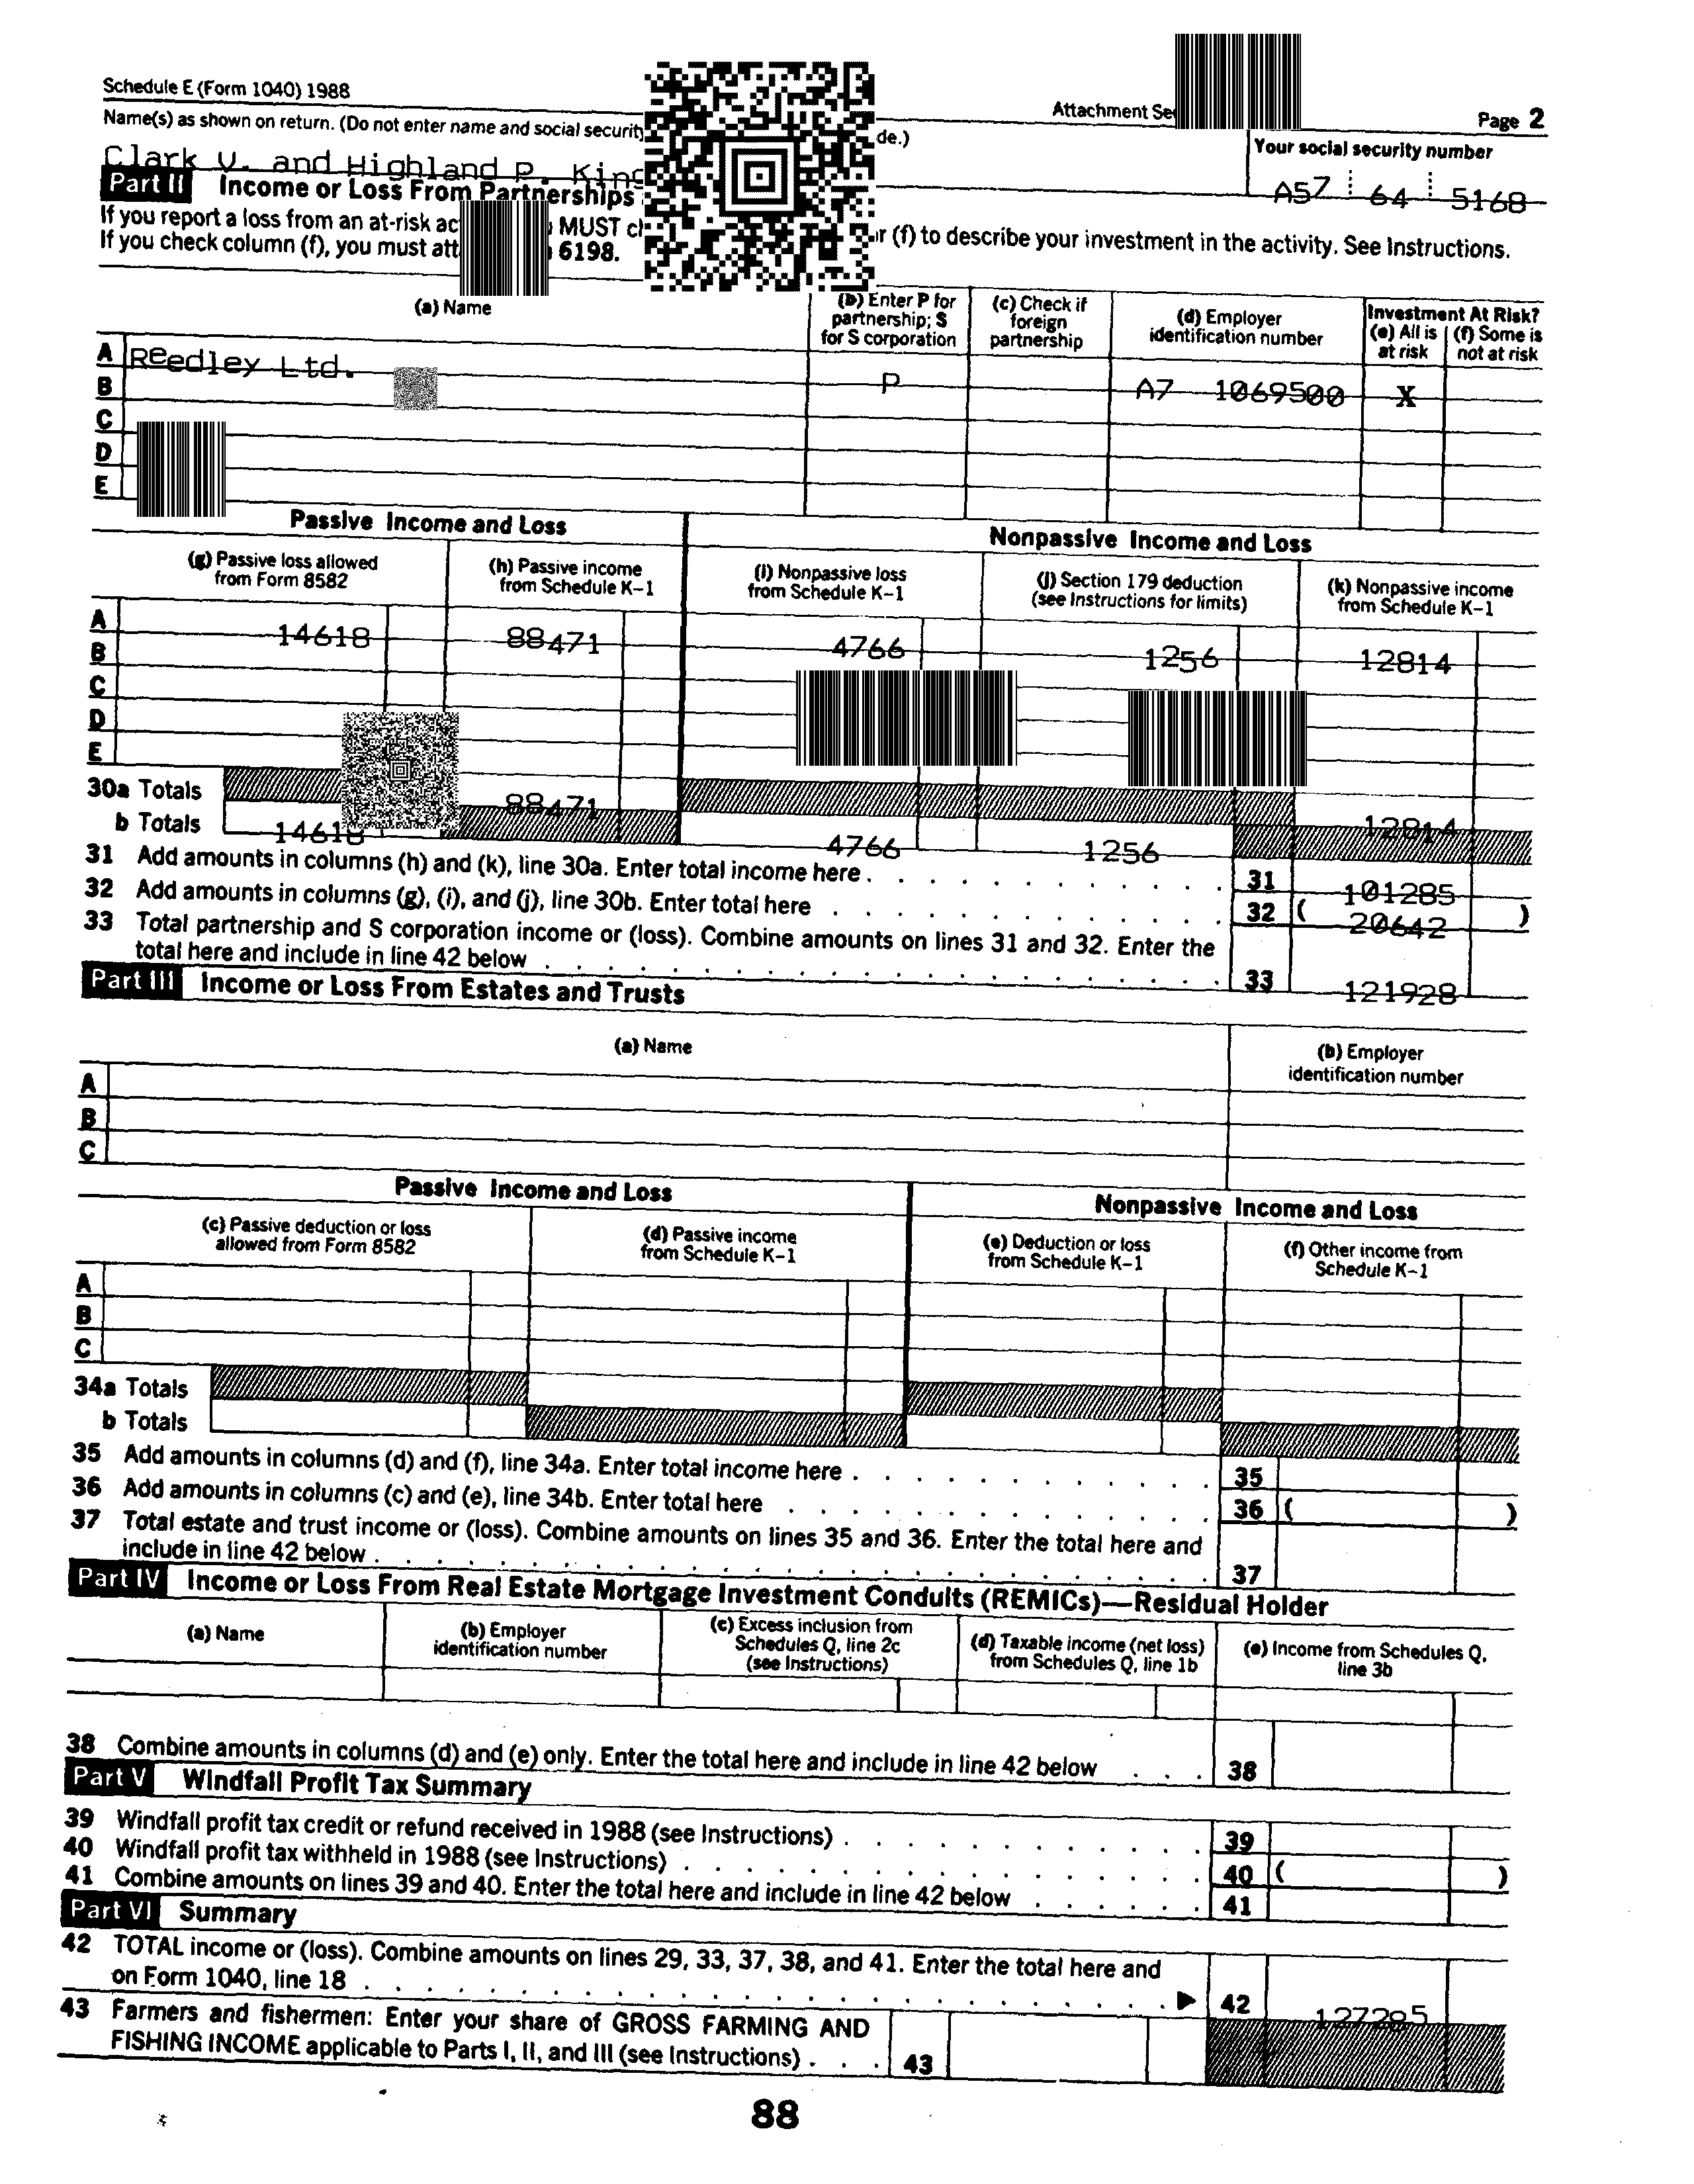 Schedule E (Form 1040) 1988
Attachment
Page 2
Name(s) as shown on return. (Do not enter name and social security de.)
Your social security number
Clark V. and Highland P.
A57 64 5168
Part II Income or Loss From Partnerships
If you report a loss from an at-risk MUST (f) to describe your investment in the activity. See Instructions.
If you check column (f), you must 6198.
(a) Name
(b) Enter P for partnership; S for S corporation
(c) Check if foreign partnership
(d) Employer identification number
Investment At Risk?
(e) All is at risk
(f) Some is not at risk
A Reedley Ltd. P A7 1069500 X
B
C
D
E
Passive Income and Loss
Nonpassive Income and Loss
(g) Passive loss allowed from Form 8582
(h) Passive income from Schedule K–1
(i) Nonpassive loss from Schedule K–1
(j) Section 179 deduction (see Instructions for limits)
(k) Nonpassive income from Schedule K–1
A 14618 88471 4766 1256 12814
B
C
D
E
30a Totals 88471 12814
b Totals 14618 4766 1256
31 Add amounts in columns (h) and (k), line 30a. Enter total income here . 31 101285
32 Add amounts in columns (g), (i), and (j), line 30b. Enter total here . 32 ( 20642 )
33 Total partnership and S corporation income or (loss). Combine amounts on lines 31 and 32. Enter the
total here and include in line 42 below . 33 121928
Part III Income or Loss From Estates and Trusts
(a) Name
(b) Employer identification number
A
B
C
Passive Income and Loss
Nonpassive Income and Loss
(c) Passive deduction or loss allowed from Form 8582
(d) Passive income from Schedule K–1
(e) Deduction or loss from Schedule K–1
(f) Other income from Schedule K–1
A
B
C
34a Totals
b Totals
35 Add amounts in columns (d) and (f), line 34a. Enter total income here . 35
36 Add amounts in columns (c) and (e), line 34b. Enter total here . 36 ( )
37 Total estate and trust income or (loss). Combine amounts on lines 35 and 36. Enter the total here and
include in line 42 below . 37
Part IV Income or Loss From Real Estate Mortgage Investment Conduits (REMICs)—Residual Holder
(a) Name
(b) Employer identification number
(c) Excess inclusion from Schedules Q, line 2c (see Instructions)
(d) Taxable income (net loss) from Schedules Q, line 1b
(e) Income from Schedules Q, line 3b
38 Combine amounts in columns (d) and (e) only. Enter the total here and include in line 42 below . . . 38
Part V Windfall Profit Tax Summary
39 Windfall profit tax credit or refund received in 1988 (see Instructions) . 39
40 Windfall profit tax withheld in 1988 (see Instructions) . 40 ( )
41 Combine amounts on lines 39 and 40. Enter the total here and include in line 42 below . 41
Part VI Summary
42 TOTAL income or (loss). Combine amounts on lines 29, 33, 37, 38, and 41. Enter the total here and
on Form 1040, line 18 . ▶ 42 127285
43 Farmers and fishermen: Enter your share of GROSS FARMING AND
FISHING INCOME applicable to Parts I, II, and III (see Instructions) . . . 43
88